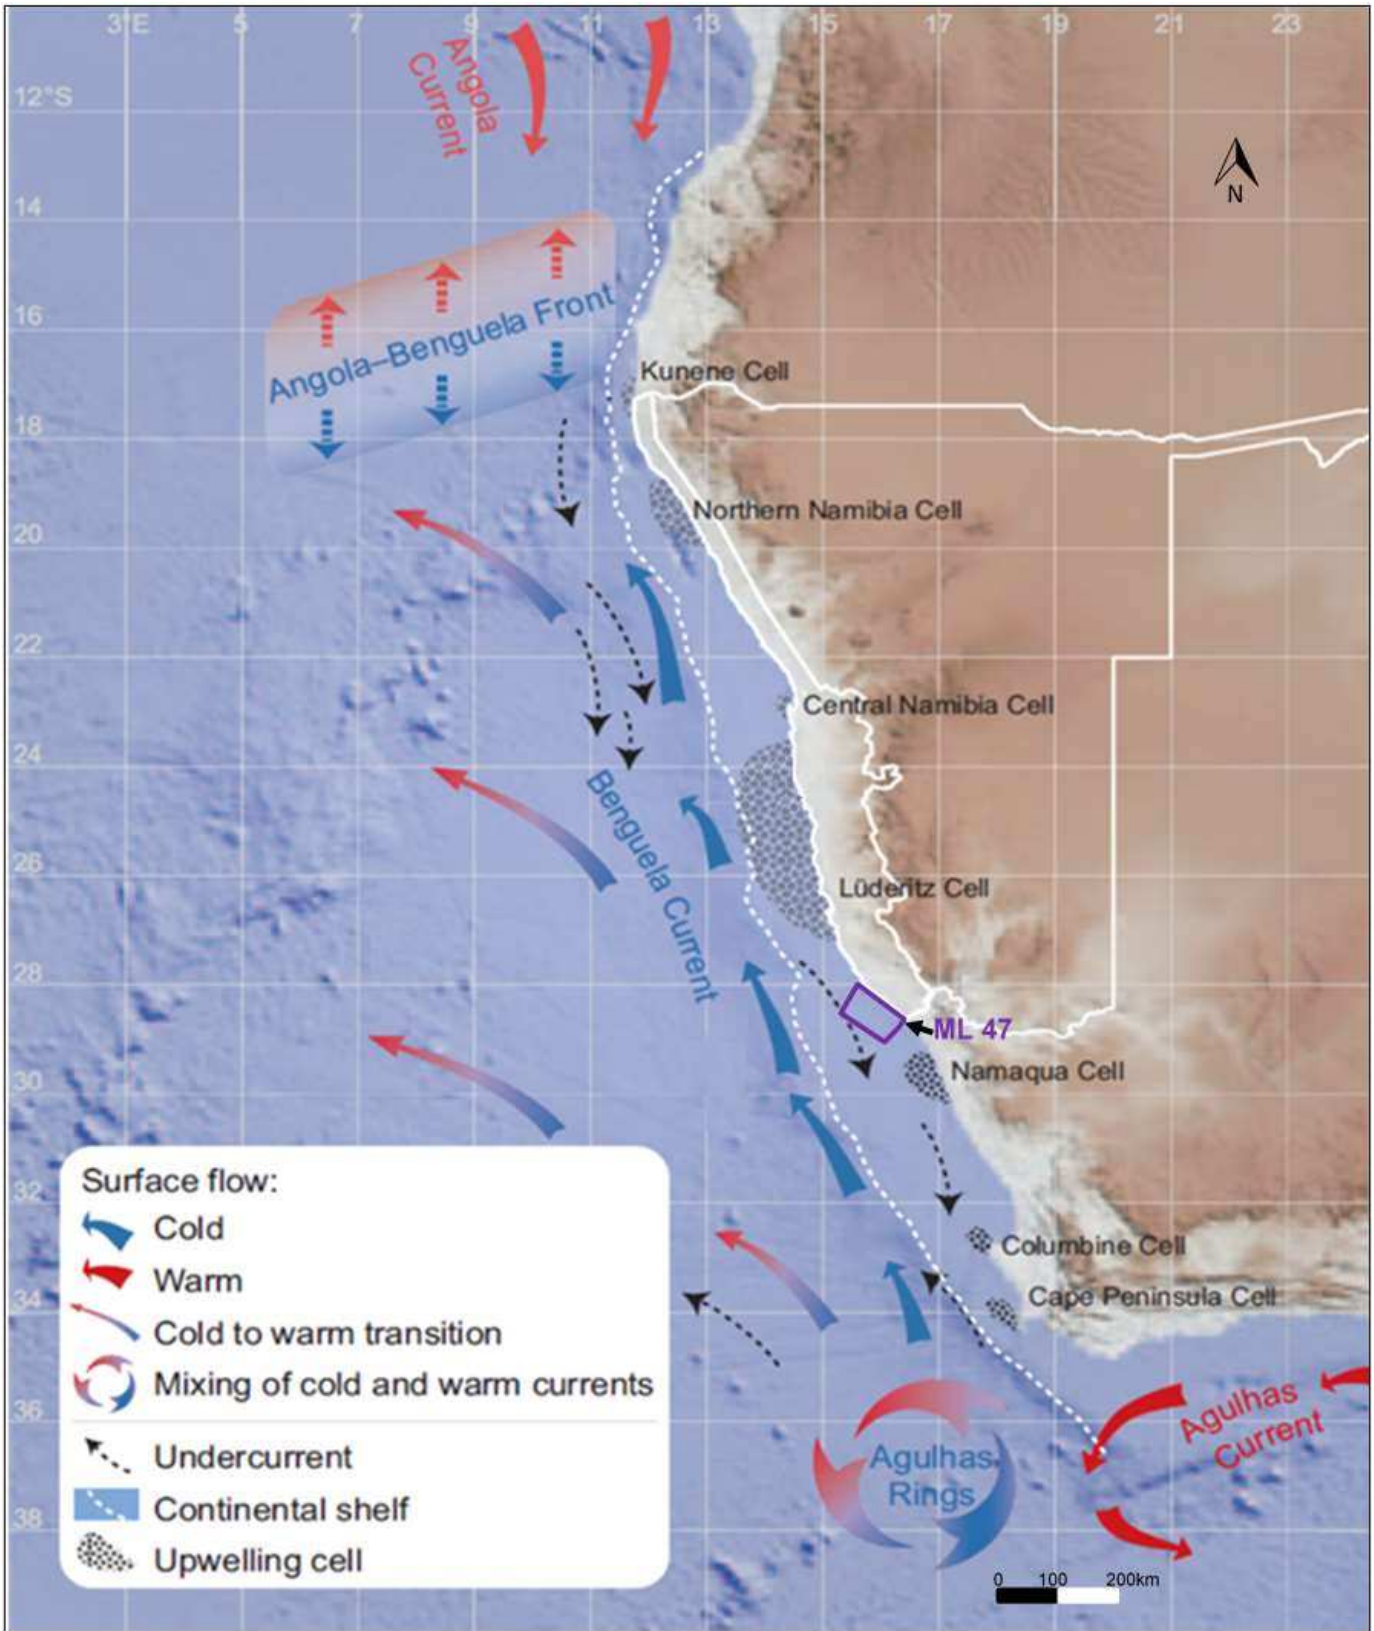 3°E 5 7 9 11 13 15 17 19 21 23
Angola
Current
12°S
N
14
Angola–Benguela Front
16
Kunene Cell
18
Northern Namibia Cell
20
22
Central Namibia Cell
24
Benguela Current
26
Lüderitz Cell
28
ML 47
Namaqua Cell
30
Surface flow:
Cold
Warm
Cold to warm transition
Mixing of cold and warm currents
Undercurrent
Continental shelf
Upwelling cell
32
Columbine Cell
Cape Peninsula Cell
34
36
Agulhas
Current
Agulhas
Rings
38
0 100 200km